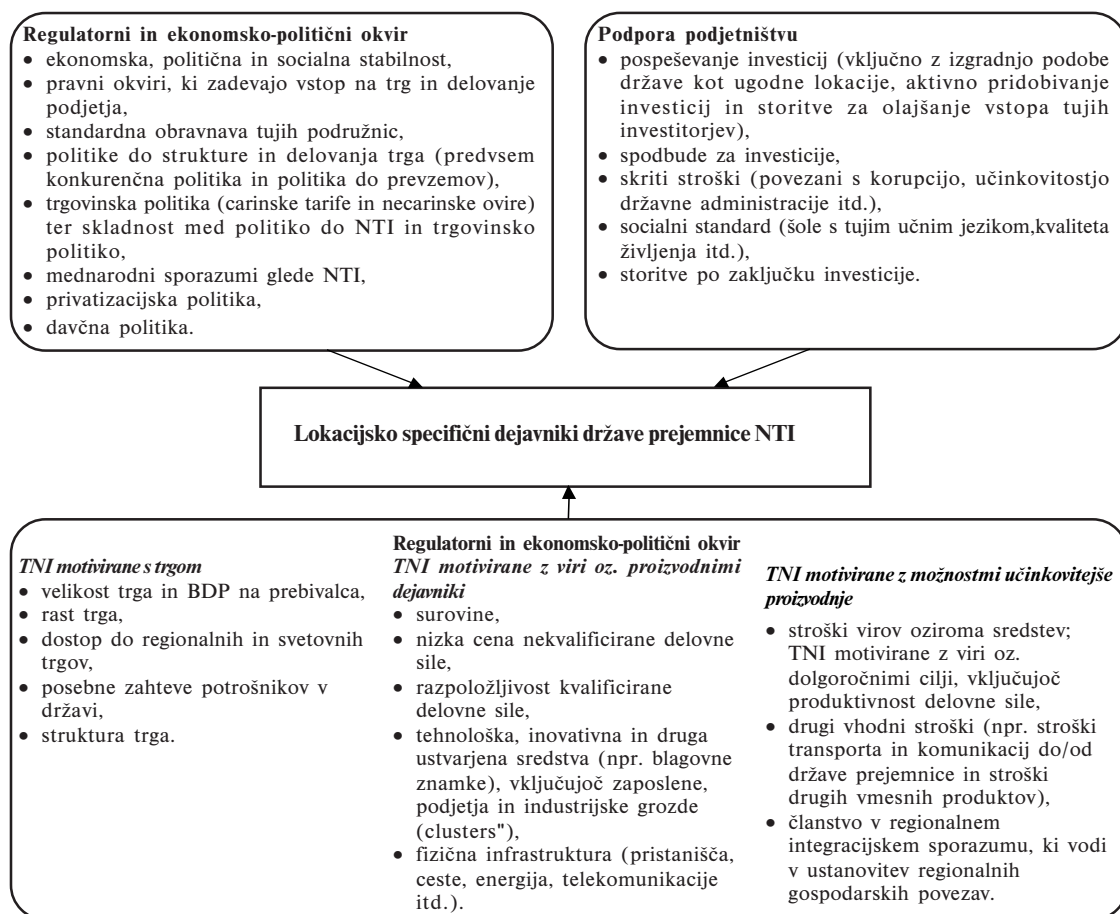 Regulatorni in ekonomsko-politični okvir
• ekonomska, politična in socialna stabilnost,
• pravni okviri, ki zadevajo vstop na trg in delovanje
podjetja,
• standardna obravnava tujih podružnic,
• politike do strukture in delovanja trga (predvsem
konkurenčna politika in politika do prevzemov),
• trgovinska politika (carinske tarife in necarinske ovire)
ter skladnost med politiko do NTI in trgovinsko
politiko,
• mednarodni sporazumi glede NTI,
• privatizacijska politika,
• davčna politika.
Podpora podjetništvu
• pospeševanje investicij (vključno z izgradnjo podobe
države kot ugodne lokacije, aktivno pridobivanje
investicij in storitve za olajšanje vstopa tujih
investitorjev),
• spodbude za investicije,
• skriti stroški (povezani s korupcijo, učinkovitostjo
državne administracije itd.),
• socialni standard (šole s tujim učnim jezikom,kvaliteta
življenja itd.),
• storitve po zaključku investicije.
Lokacijsko specifični dejavniki države prejemnice NTI
TNI motivirane s trgom
• velikost trga in BDP na prebivalca,
• rast trga,
• dostop do regionalnih in svetovnih
trgov,
• posebne zahteve potrošnikov v
državi,
• struktura trga.
Regulatorni in ekonomsko-politični okvir
TNI motivirane z viri oz. proizvodnimi
dejavniki
• surovine,
• nizka cena nekvalificirane delovne
sile,
• razpoložljivost kvalificirane
delovne sile,
• tehnološka, inovativna in druga
ustvarjena sredstva (npr. blagovne
znamke), vključujoč zaposlene,
podjetja in industrijske grozde
(clusters"),
• fizična infrastruktura (pristanišča,
ceste, energija, telekomunikacije
itd.).
TNI motivirane z možnostmi učinkovitejše
proizvodnje
• stroški virov oziroma sredstev;
TNI motivirane z viri oz.
dolgoročnimi cilji, vključujoč
produktivnost delovne sile,
• drugi vhodni stroški (npr. stroški
transporta in komunikacij do/od
države prejemnice in stroški
drugih vmesnih produktov),
• članstvo v regionalnem
integracijskem sporazumu, ki vodi
v ustanovitev regionalnih
gospodarskih povezav.